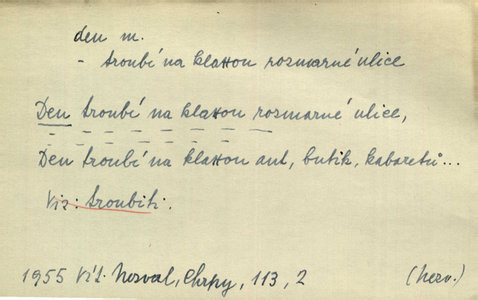 den m.
- troubí na klaxon rozmarné ulice
Den troubí na klaxon rozmarné ulice,
Den troubí na klaxon aut, butik, kabaretů...
Viz: troubiti.
1955 Vít. Nezval, Chrpy, 113, 2 (Nezv.)